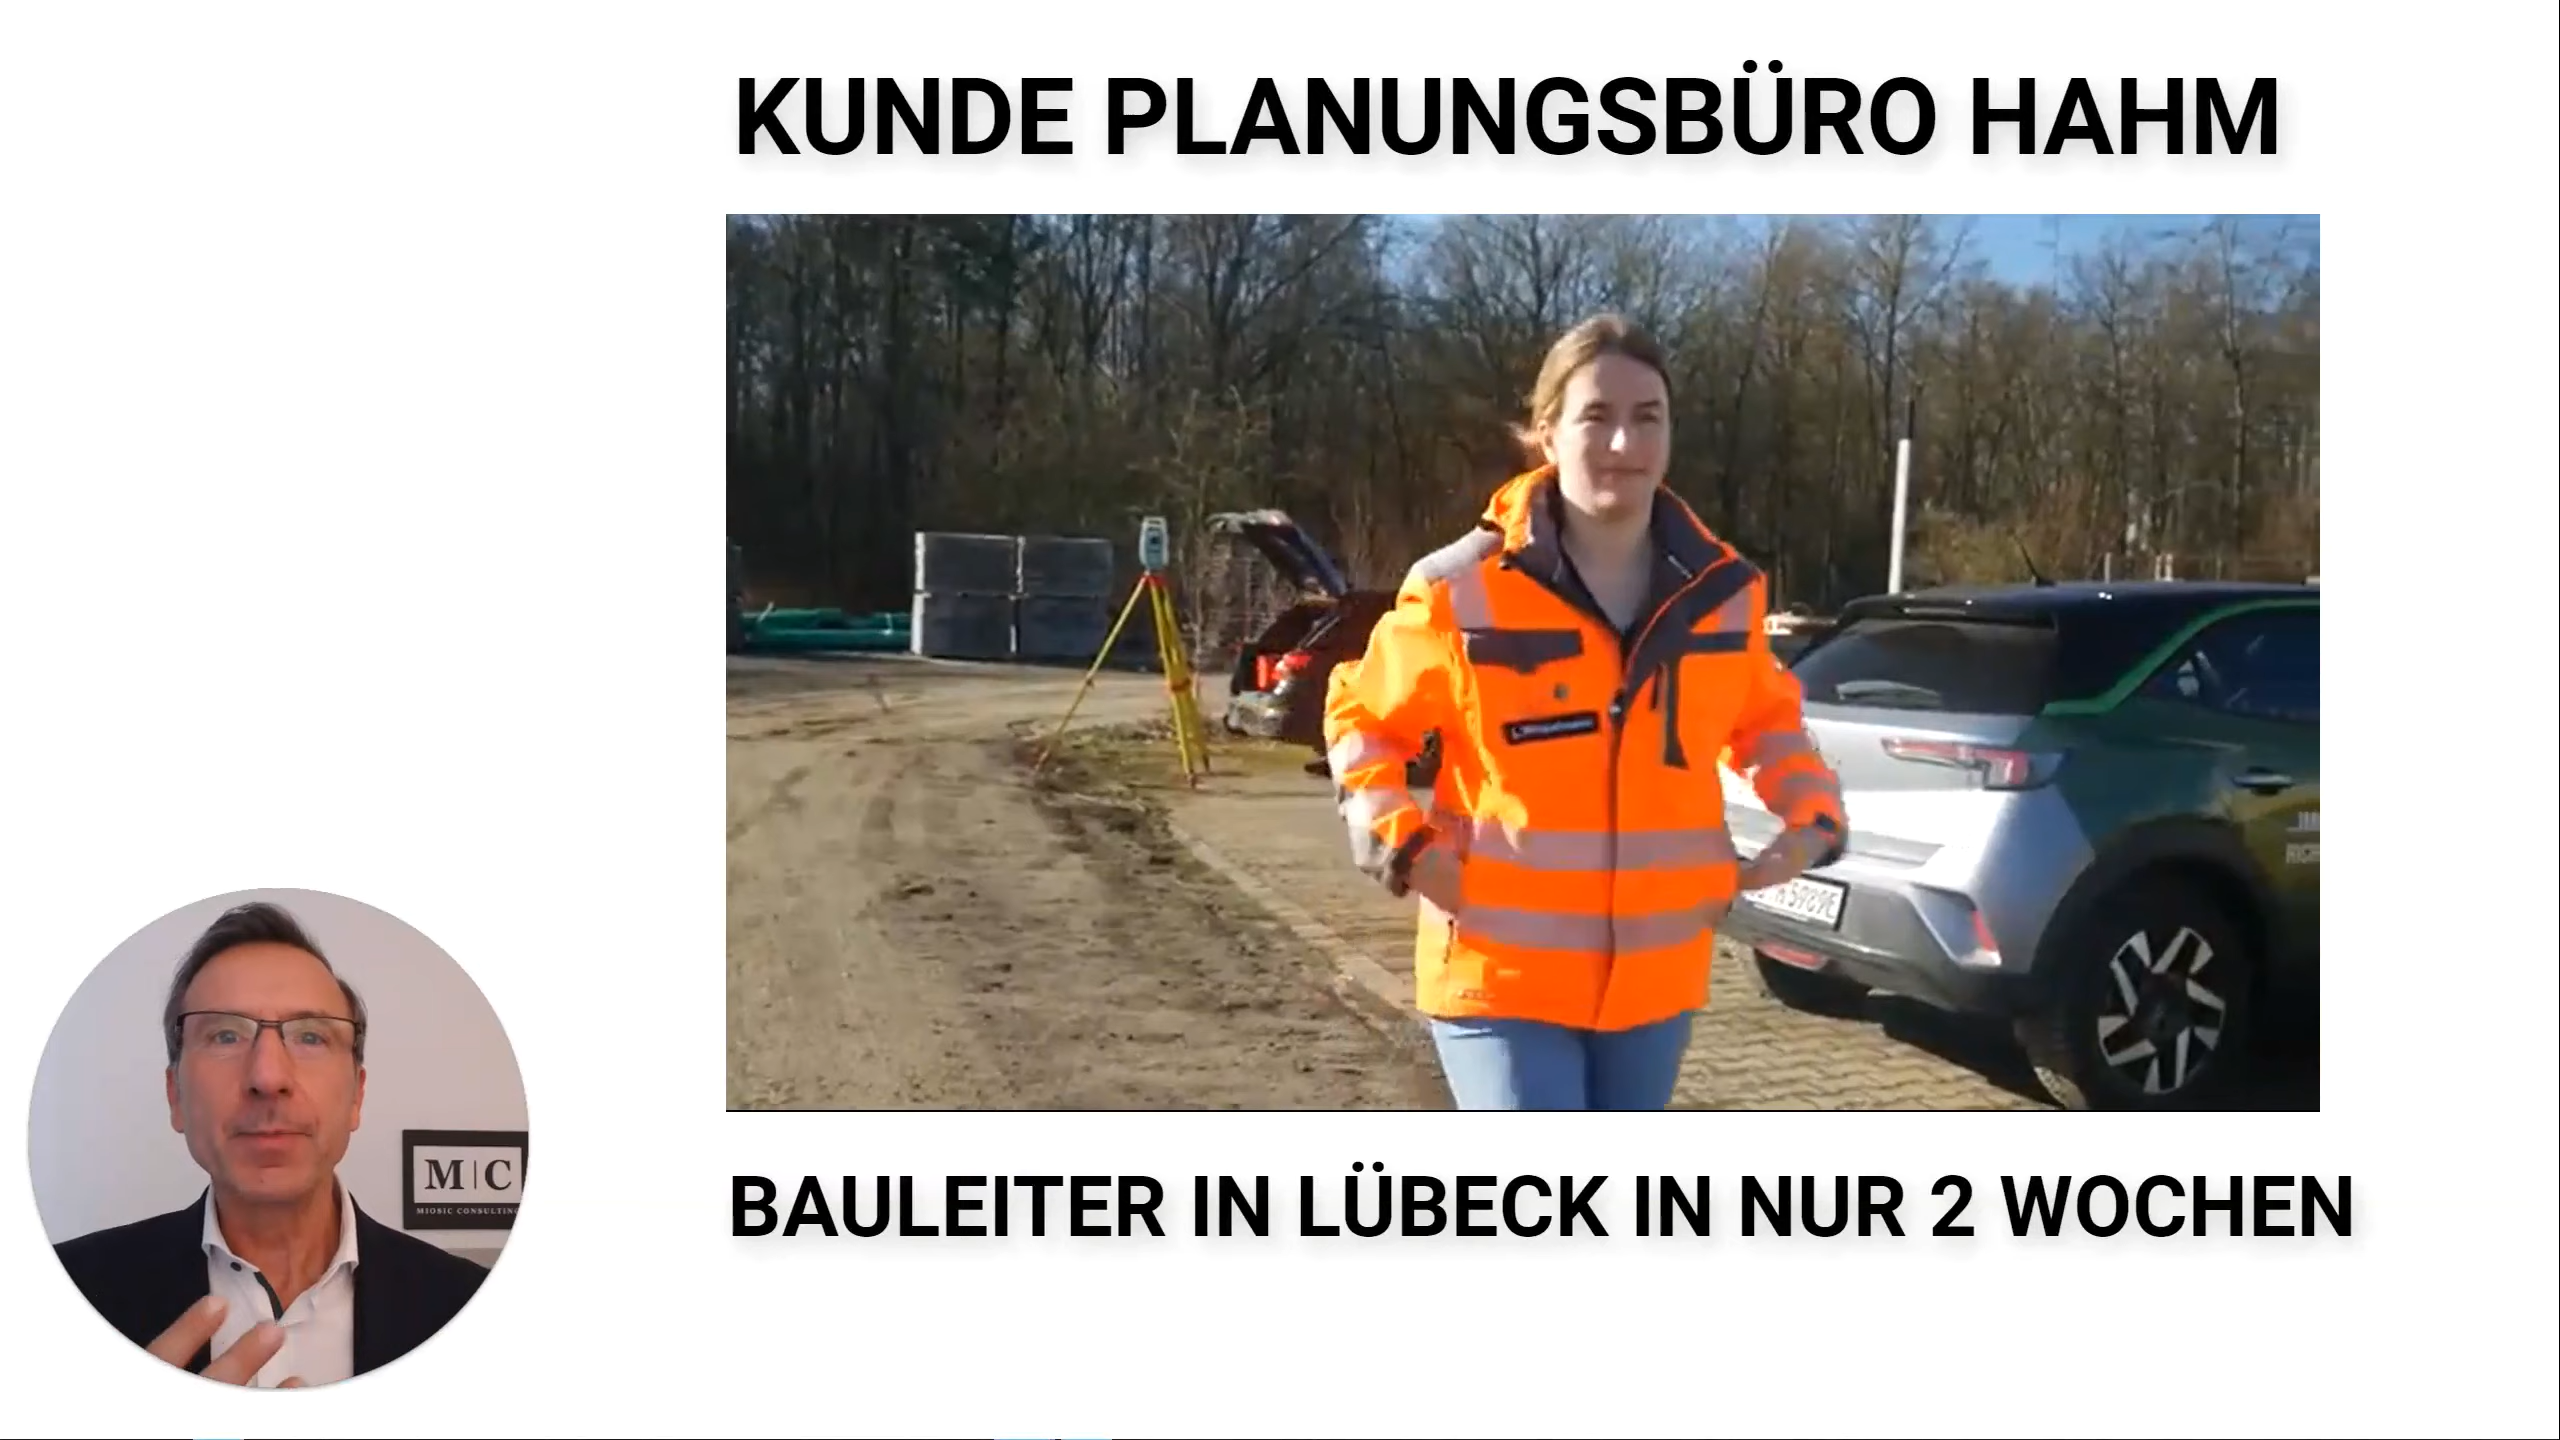 KUNDE PLANUNGSBÜRO HAHM
M|C
MIOSIC CONSULTING
BAULEITER IN LÜBECK IN NUR 2 WOCHEN